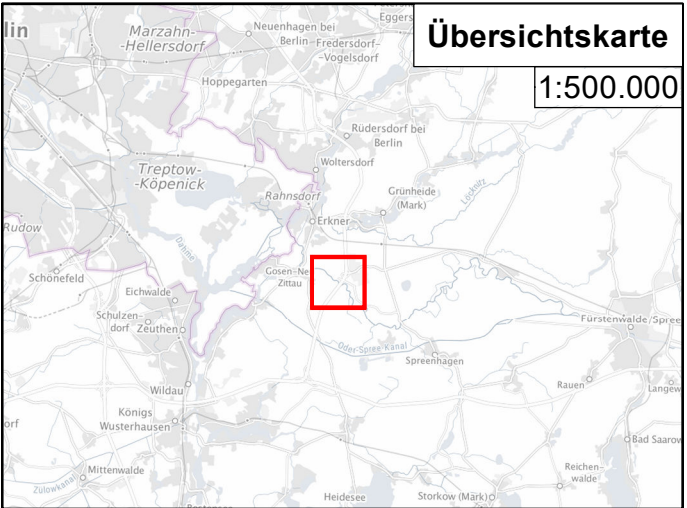 Übersichtskarte
1:500.000
lin
Marzahn-
-Hellersdorf
Neuenhagen bei
Berlin
Fredersdorf-
-Vogelsdorf
Eggers
Hoppegarten
Rüdersdorf bei
Berlin
Woltersdorf
Treptow-
-Köpenick
Rahnsdorf
Grünheide
(Mark)
Löcknitz
Erkner
Rudow
Dahme
Schönefeld
Gosen-Ne
Zittau
Eichwalde
Schulzen-
dorf
Zeuthen
Fürstenwalde/Spree
Oder-Spree-Kanal
Spreenhagen
Wildau
Rauen
Langew
Königs
Wusterhausen
orf
Bad Saarow
Mittenwalde
Reichen-
walde
Zülowkanal
Heidesee
Storkow (Mark)